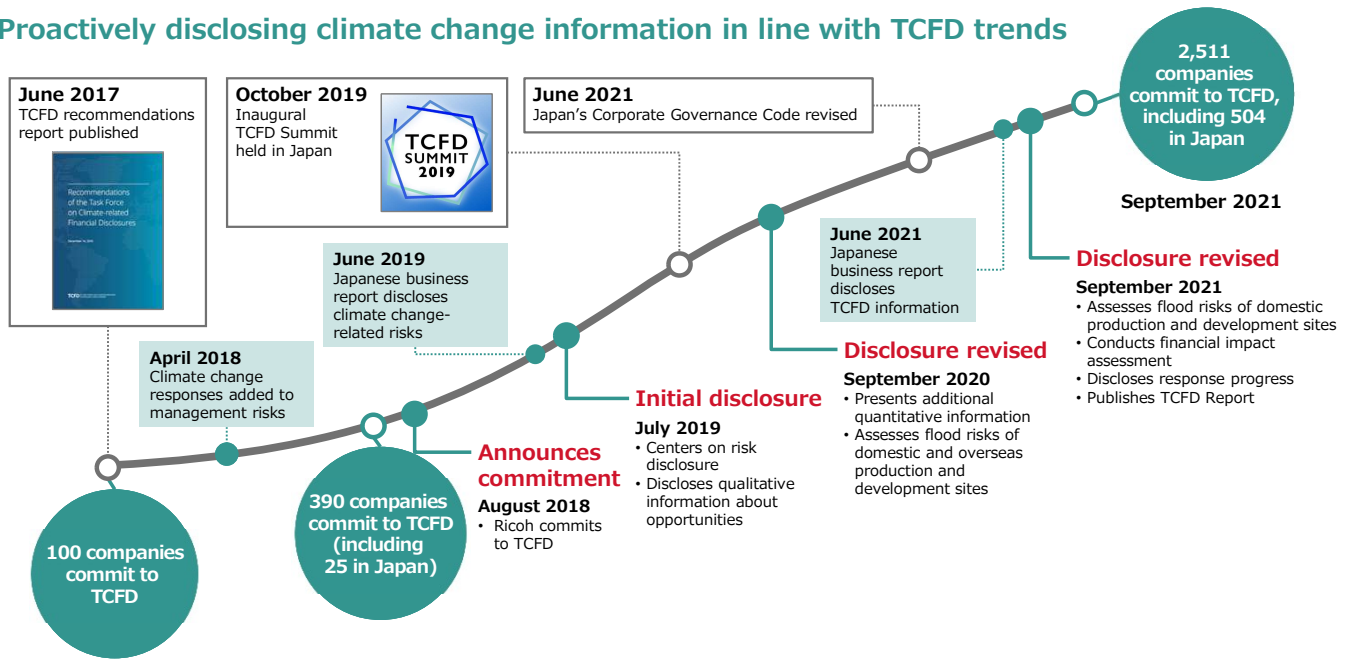 Proactively disclosing climate change information in line with TCFD trends
June 2017
TCFD recommendations
report published
Recommendations
of the Task Force
on Climate-related
Financial Disclosures
TCFD
October 2019
Inaugural
TCFD Summit
held in Japan
TCFD
SUMMIT
2019
June 2021
Japan's Corporate Governance Code revised
2,511
companies
commit to TCFD,
including 504
in Japan
September 2021
April 2018
Climate change
responses added to
management risks
June 2019
Japanese business
report discloses
climate change-
related risks
June 2021
Japanese
business report
discloses
TCFD information
100 companies
commit to
TCFD
390 companies
commit to TCFD
(including
25 in Japan)
Announces
commitment
August 2018
• Ricoh commits
to TCFD
Initial disclosure
July 2019
• Centers on risk
disclosure
• Discloses qualitative
information about
opportunities
Disclosure revised
September 2020
• Presents additional
quantitative information
• Assesses flood risks of
domestic and overseas
production and
development sites
Disclosure revised
September 2021
• Assesses flood risks of domestic
production and development sites
• Conducts financial impact
assessment
• Discloses response progress
• Publishes TCFD Report